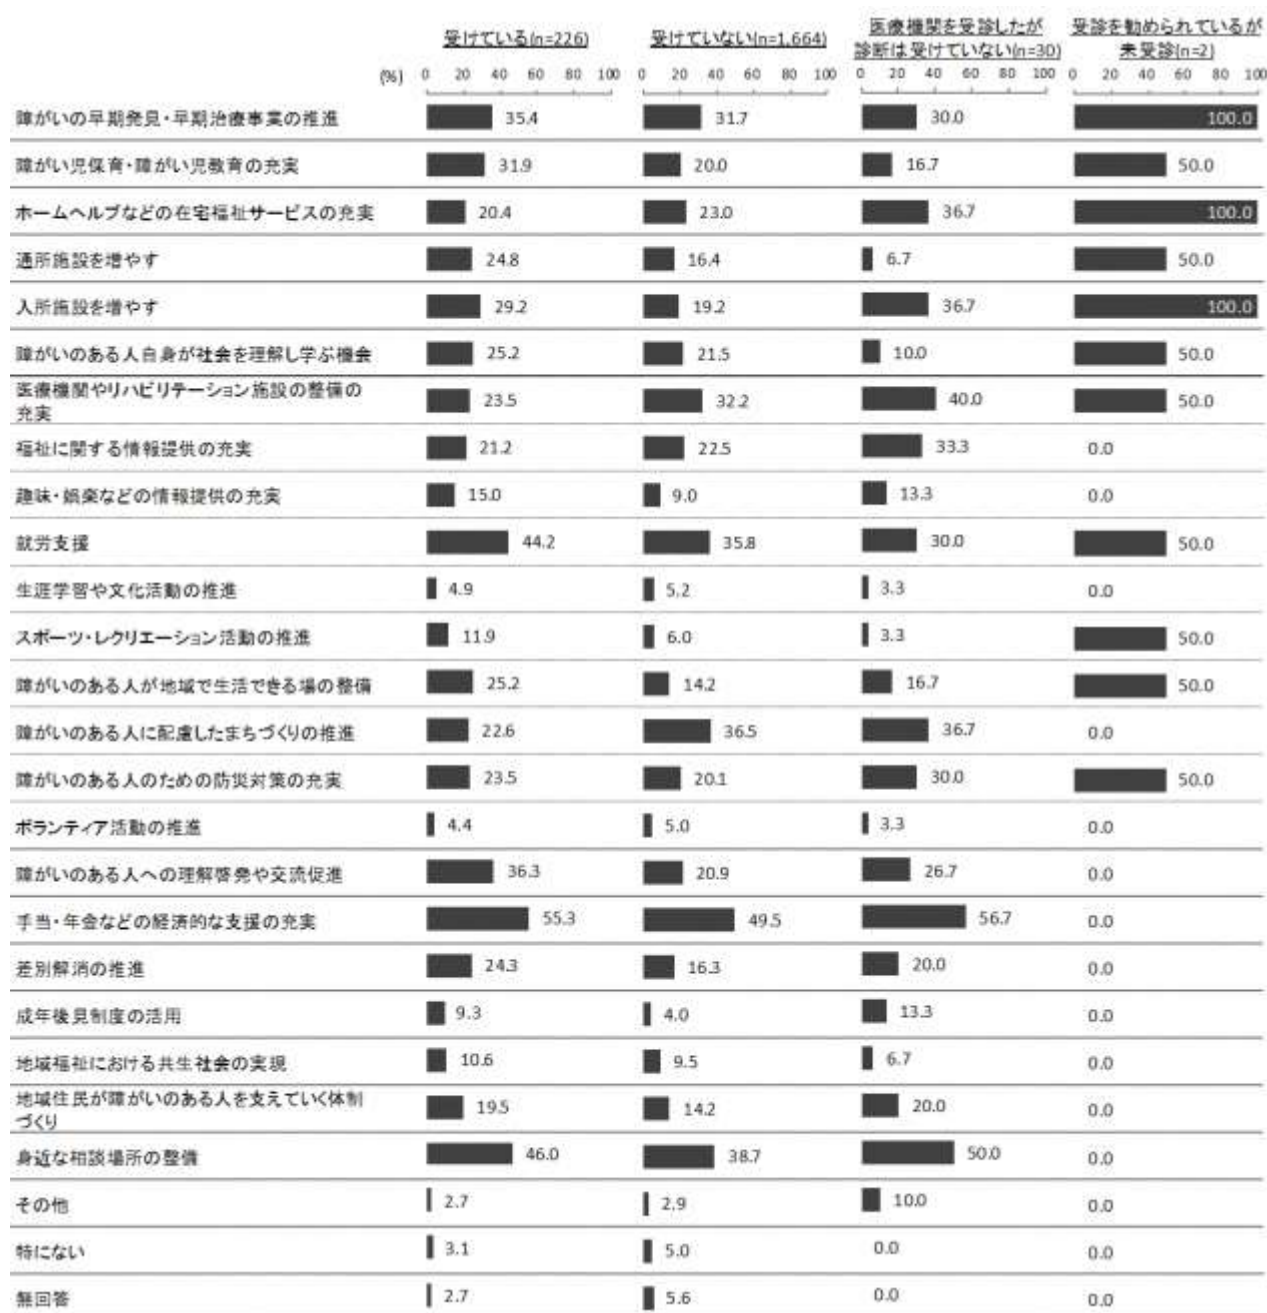 受けている(n=226) 受けていない(n=1,664) 医療機関を受診したが 受診を勧められているが
診断は受けていない(n=30) 未受診(n=2)
(%) 0 20 40 60 80 100 0 20 40 60 80 100 0 20 40 60 80 100 0 20 40 60 80 100
障がいの早期発見・早期治療事業の推進 35.4 31.7 30.0 100.0
障がい児保育・障がい児教育の充実 31.9 20.0 16.7 50.0
ホームヘルプなどの在宅福祉サービスの充実 20.4 23.0 36.7 100.0
通所施設を増やす 24.8 16.4 6.7 50.0
入所施設を増やす 29.2 19.2 36.7 100.0
障がいのある人自身が社会を理解し学ぶ機会 25.2 21.5 10.0 50.0
医療機関やリハビリテーション施設の整備の
充実 23.5 32.2 40.0 50.0
福祉に関する情報提供の充実 21.2 22.5 33.3 0.0
趣味・娯楽などの情報提供の充実 15.0 9.0 13.3 0.0
就労支援 44.2 35.8 30.0 50.0
生涯学習や文化活動の推進 4.9 5.2 3.3 0.0
スポーツ・レクリエーション活動の推進 11.9 6.0 3.3 50.0
障がいのある人が地域で生活できる場の整備 25.2 14.2 16.7 50.0
障がいのある人に配慮したまちづくりの推進 22.6 36.5 36.7 0.0
障がいのある人のための防災対策の充実 23.5 20.1 30.0 50.0
ボランティア活動の推進 4.4 5.0 3.3 0.0
障がいのある人への理解啓発や交流促進 36.3 20.9 26.7 0.0
手当・年金などの経済的な支援の充実 55.3 49.5 56.7 0.0
差別解消の推進 24.3 16.3 20.0 0.0
成年後見制度の活用 9.3 4.0 13.3 0.0
地域福祉における共生社会の実現 10.6 9.5 6.7 0.0
地域住民が障がいのある人を支えていく体制
づくり 19.5 14.2 20.0 0.0
身近な相談場所の整備 46.0 38.7 50.0 0.0
その他 2.7 2.9 10.0 0.0
特にない 3.1 5.0 0.0 0.0
無回答 2.7 5.6 0.0 0.0